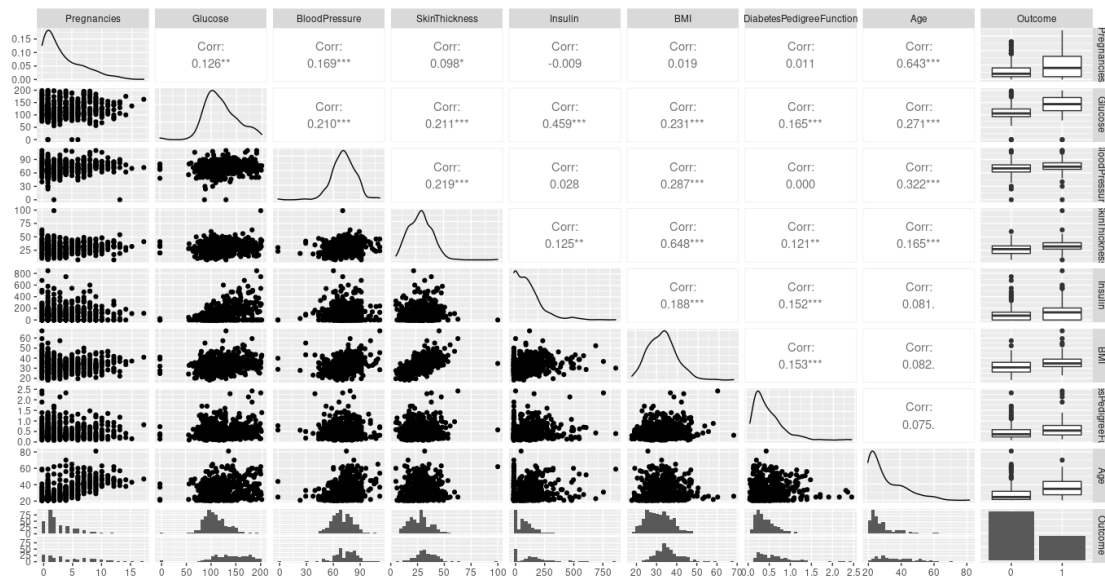 Pregnancies Glucose BloodPressure SkinThickness Insulin BMI DiabetesPedigreeFunction Age Outcome
0.15
0.10
0.05
0.00
Corr: Corr: Corr: Corr: Corr: Corr: Corr:
0.126** 0.169*** 0.098* -0.009 0.019 0.011 0.643***
Pregnancies
200
150
100
50
0
Corr: Corr: Corr: Corr: Corr: Corr:
0.210*** 0.211*** 0.459*** 0.231*** 0.165*** 0.271***
Glucose
90
60
30
0
Corr: Corr: Corr: Corr: Corr:
0.219*** 0.028 0.287*** 0.000 0.322***
loodPressur
100
75
50
25
Corr: Corr: Corr: Corr:
0.125** 0.648*** 0.121** 0.165***
kinThickness
800
600
400
200
0
Corr: Corr: Corr:
0.188*** 0.152*** 0.081.
Insulin
60
50
40
30
20
Corr: Corr:
0.153*** 0.082.
BMI
2.5
2.0
1.5
1.0
0.5
0.0
Corr:
0.075.
sPedigreeFu
80
60
40
20
Age
75
50
25
0
75
50
25
0
Outcome
0 5 10 15 0 50 100 150 200 0 30 60 90 25 50 75 100 0 250 500 750 20 30 40 50 60 70 0.0 0.5 1.0 1.5 2.0 2.5 20 40 60 80 0 1